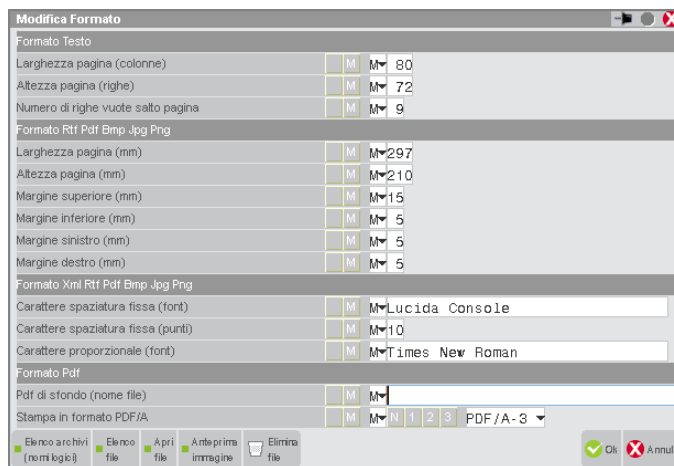 Modifica Formato
Formato Testo
Larghezza pagina (colonne) M M 80
Altezza pagina (righe) M M 72
Numero di righe vuote salto pagina M M 9
Formato Rtf Pdf Bmp Jpg Png
Larghezza pagina (mm) M M 297
Altezza pagina (mm) M M 210
Margine superiore (mm) M M 15
Margine inferiore (mm) M M 5
Margine sinistro (mm) M M 5
Margine destro (mm) M M 5
Formato Xml Rtf Pdf Bmp Jpg Png
Carattere spaziatura fissa (font) M M Lucida Console
Carattere spaziatura fissa (punti) M M 10
Carattere proporzionale (font) M M Times New Roman
Formato Pdf
Pdf di sfondo (nome file) M M
Stampa in formato PDF/A M M N 1 2 3 PDF/A-3
Elenco archivi (nomi logici)
Elenco file
Apri file
Anteprima immagine
Elimina file
Ok
Annul